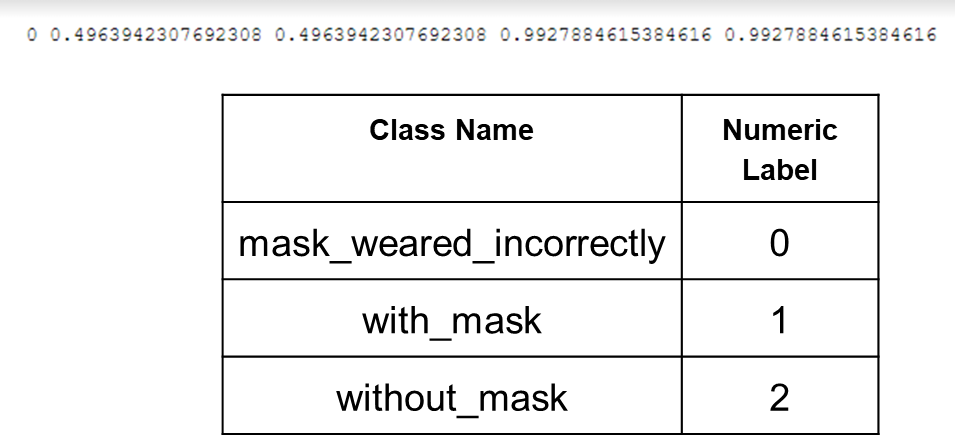 0 0.4963942307692308 0.4963942307692308 0.9927884615384616 0.9927884615384616
Class Name Numeric Label
mask_weared_incorrectly 0
with_mask 1
without_mask 2